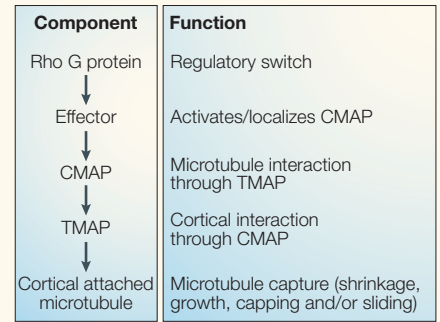 Component Function
Rho G protein Regulatory switch
Effector Activates/localizes CMAP
CMAP Microtubule interaction
through TMAP
TMAP Cortical interaction
through CMAP
Cortical attached Microtubule capture (shrinkage,
microtubule growth, capping and/or sliding)